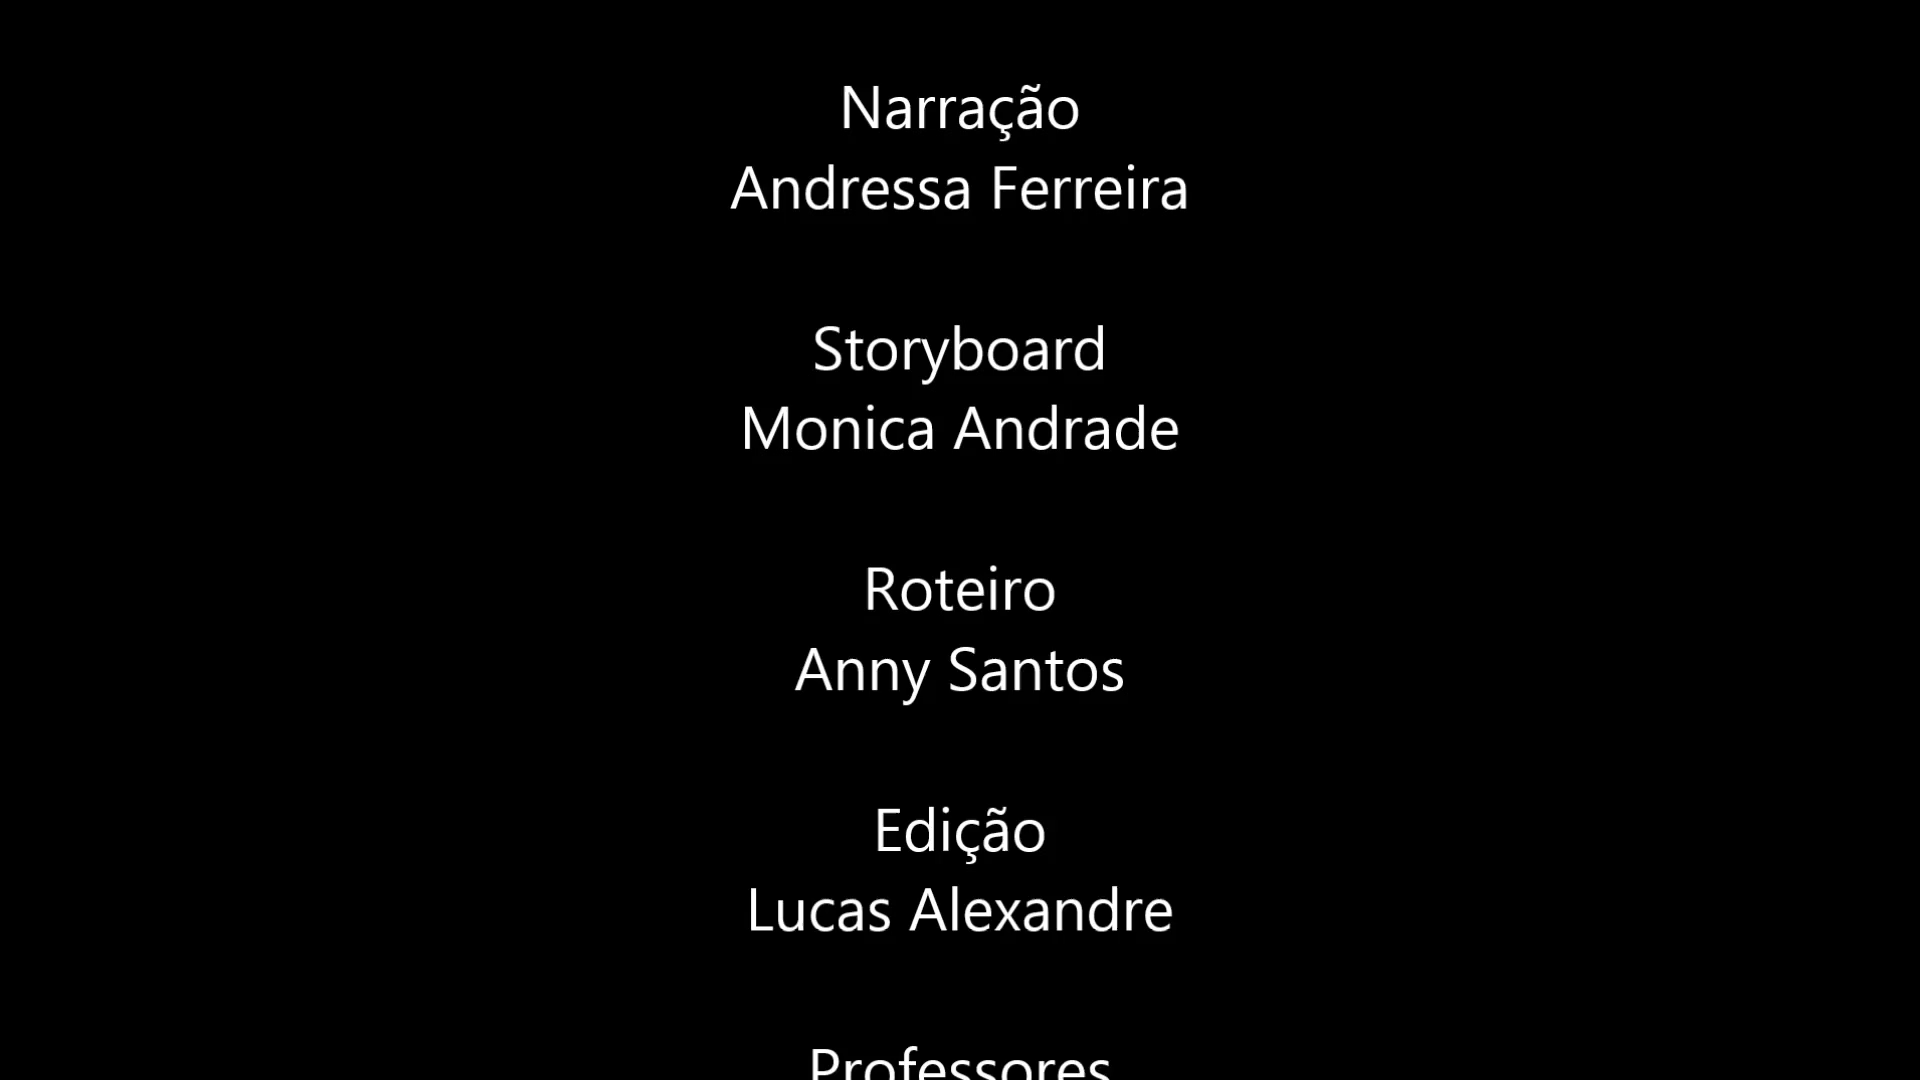 Narração
Andressa Ferreira
Storyboard
Monica Andrade
Roteiro
Anny Santos
Edição
Lucas Alexandre
Professores